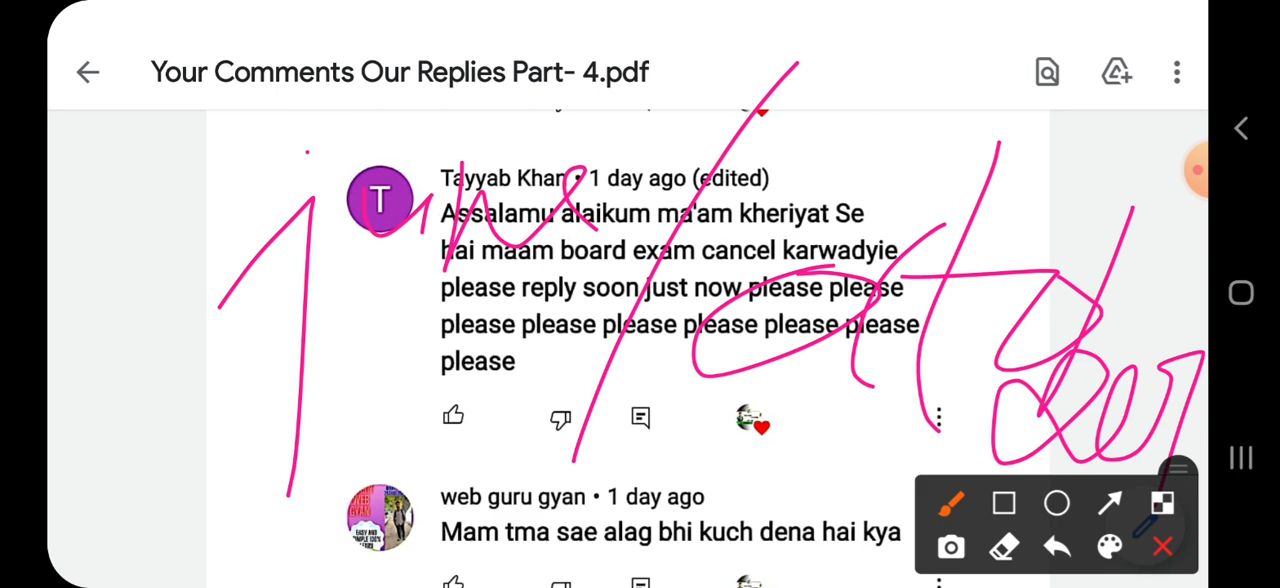 Your Comments Our Replies Part- 4.pdf
T
Tayyab Khan • 1 day ago (edited)
Assalamu alaikum ma'am kheriyat Se
hai maam board exam cancel karwadyie
please reply soon just now please please
please please please please please please
please
web guru gyan • 1 day ago
Mam tma sae alag bhi kuch dena hai kya